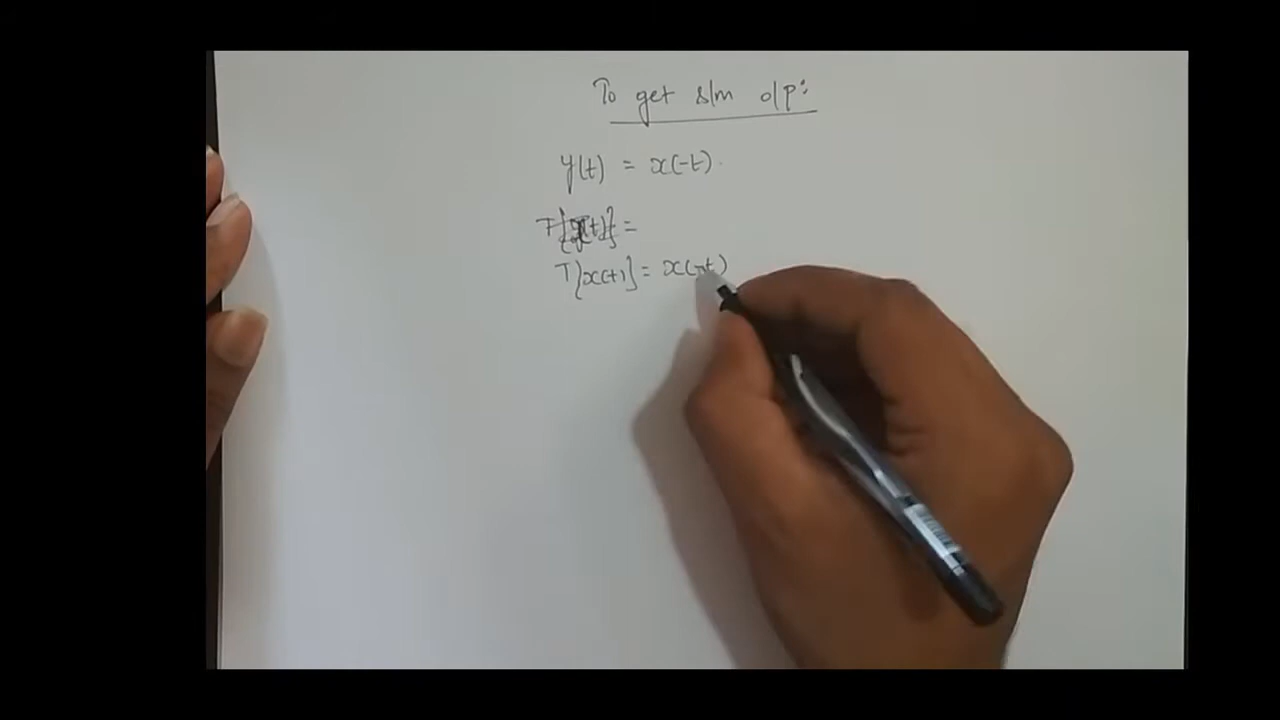 To get s/m o/p:
y(t) = x(-t).
T{x(t)} =
T{x(t)} = x(-t)